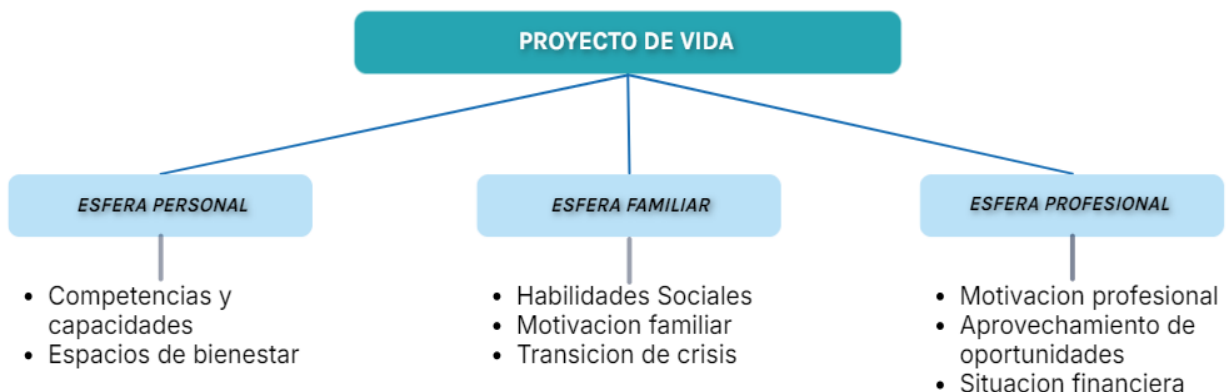 PROYECTO DE VIDA
ESFERA PERSONAL
• Competencias y
capacidades
• Espacios de bienestar
ESFERA FAMILIAR
• Habilidades Sociales
• Motivacion familiar
• Transicion de crisis
ESFERA PROFESIONAL
• Motivacion profesional
• Aprovechamiento de
oportunidades
• Situacion financiera